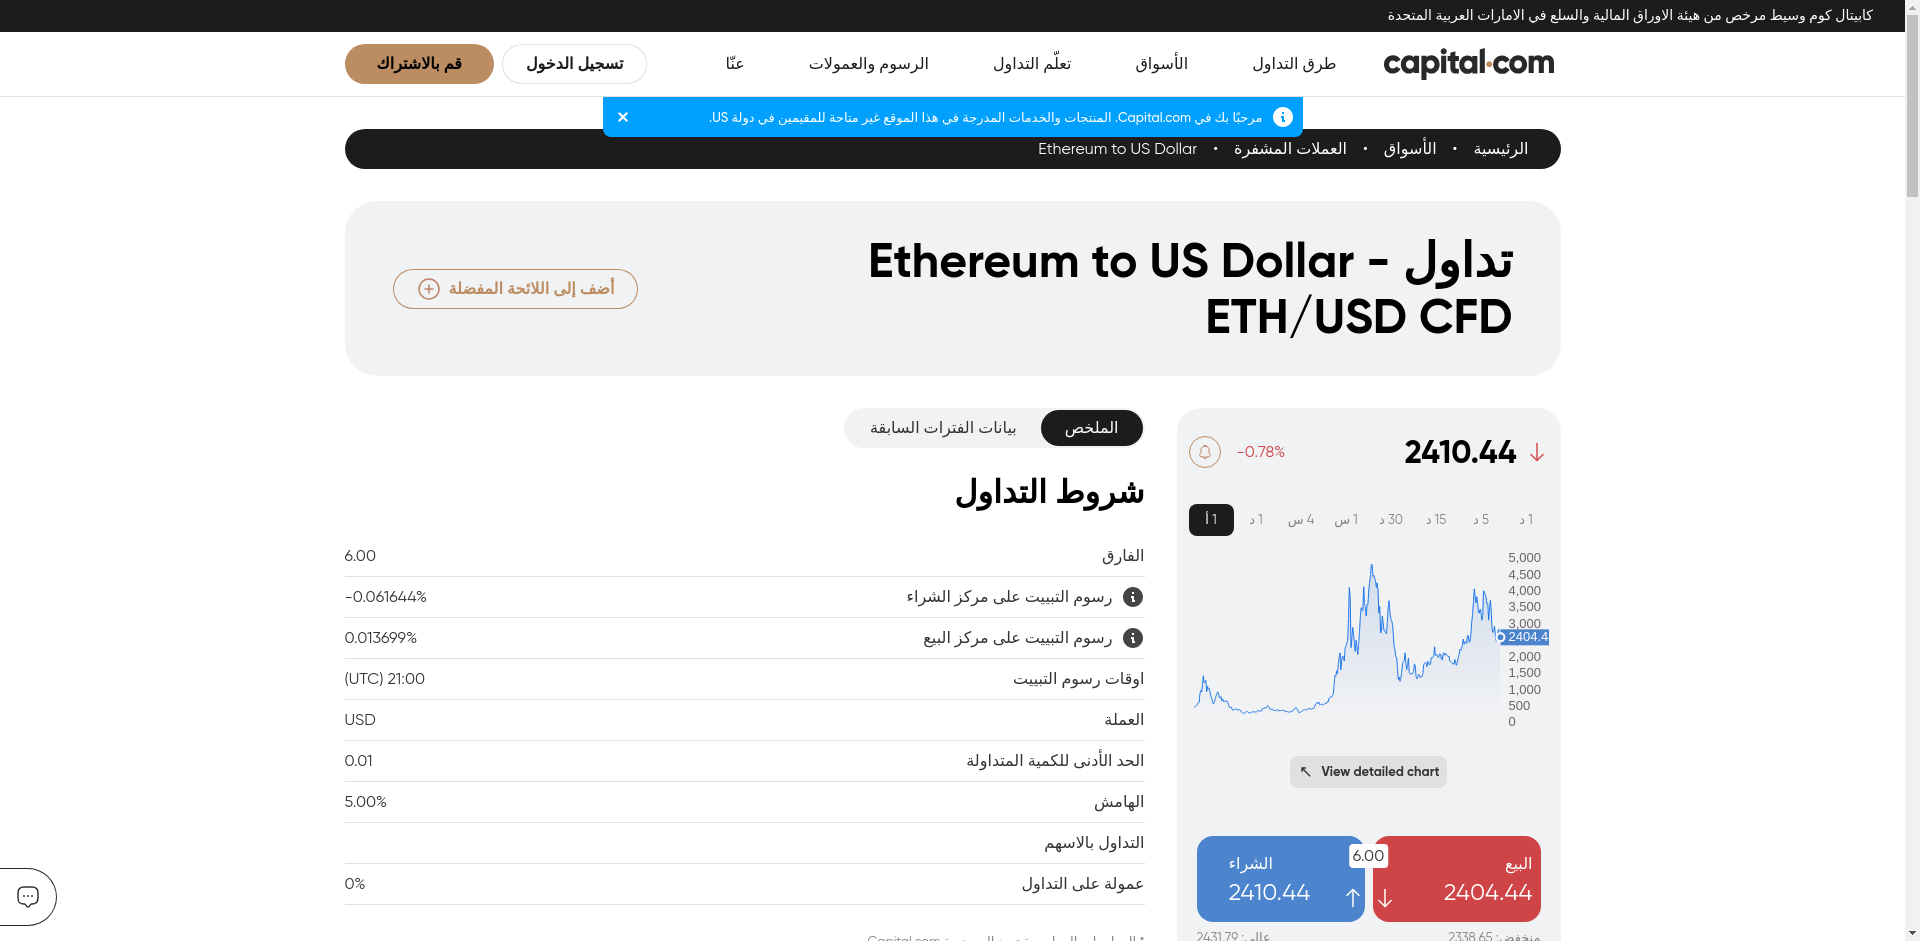 كابيتال كوم وسيط مرخص من هيئة الاوراق المالية والسلع في الامارات العربية المتحدة
capital.com
طرق التداول
الأسواق
تعلّم التداول
الرسوم والعمولات
عنّا
تسجيل الدخول
قم بالاشتراك
مرحبًا بك في Capital.com. المنتجات والخدمات المدرجة في هذا الموقع غير متاحة للمقيمين في دولة US.
الرئيسية • الأسواق • العملات المشفرة • Ethereum to US Dollar
تداول Ethereum to US Dollar -
ETH/USD CFD
أضف إلى اللائحة المفضلة
2410.44
-0.78%
1 د
5 د
15 د
30 د
1 س
4 س
1 د
1 أ
5,000
4,500
4,000
3,500
3,000
2404.4
2,000
1,500
1,000
500
0
View detailed chart
البيع
2404.44
6.00
الشراء
2410.44
منخفض: 2338.65
عالي: 2431.79
الملخص
بيانات الفترات السابقة
شروط التداول
الفارق 6.00
رسوم التبييت على مركز الشراء -0.061644%
رسوم التبييت على مركز البيع 0.013699%
اوقات رسوم التبييت 21:00 (UTC)
العملة USD
الحد الأدنى للكمية المتداولة 0.01
الهامش 5.00%
التداول بالاسهم
عمولة على التداول 0%
Capital.com